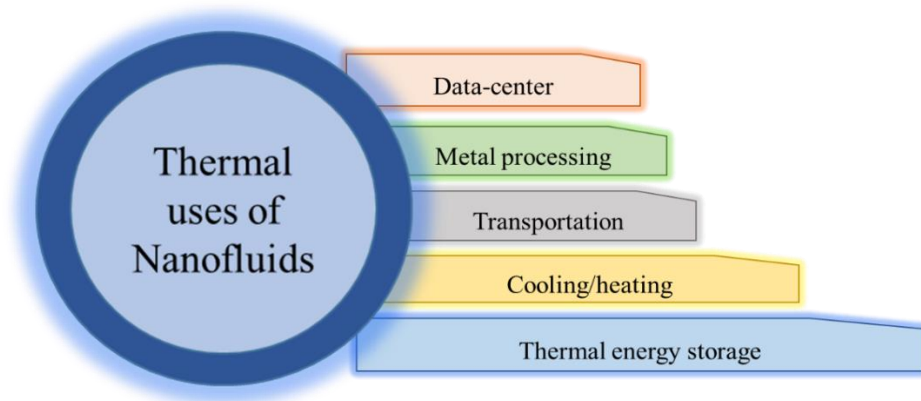 Thermal
uses of
Nanofluids
Data-center
Metal processing
Transportation
Cooling/heating
Thermal energy storage